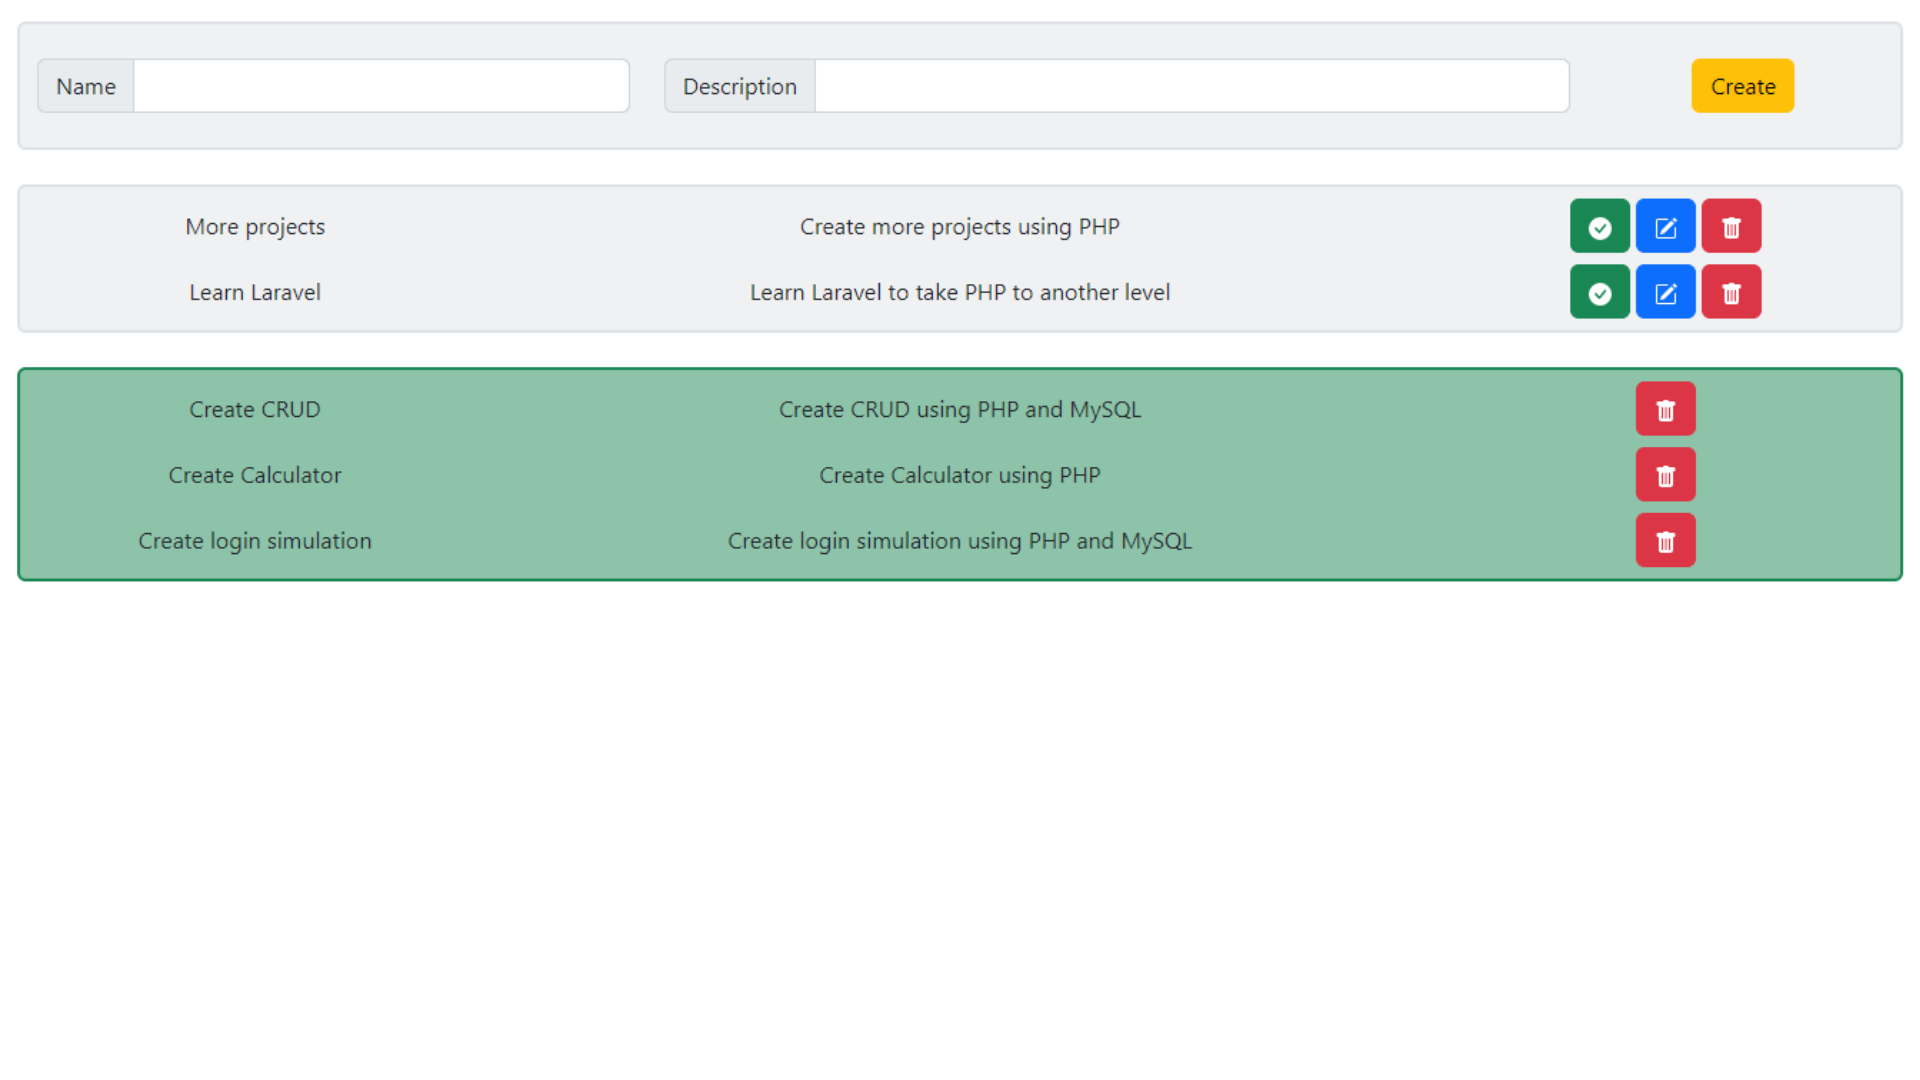 Name Description Create
More projects Create more projects using PHP
Learn Laravel Learn Laravel to take PHP to another level
Create CRUD Create CRUD using PHP and MySQL
Create Calculator Create Calculator using PHP
Create login simulation Create login simulation using PHP and MySQL